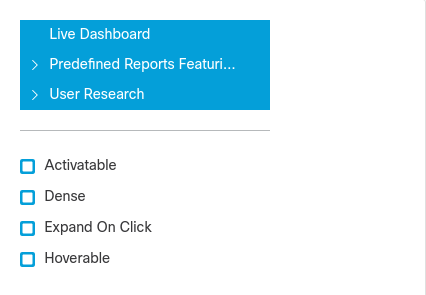 Live Dashboard
Predefined Reports Featuri...
User Research
Activatable
Dense
Expand On Click
Hoverable